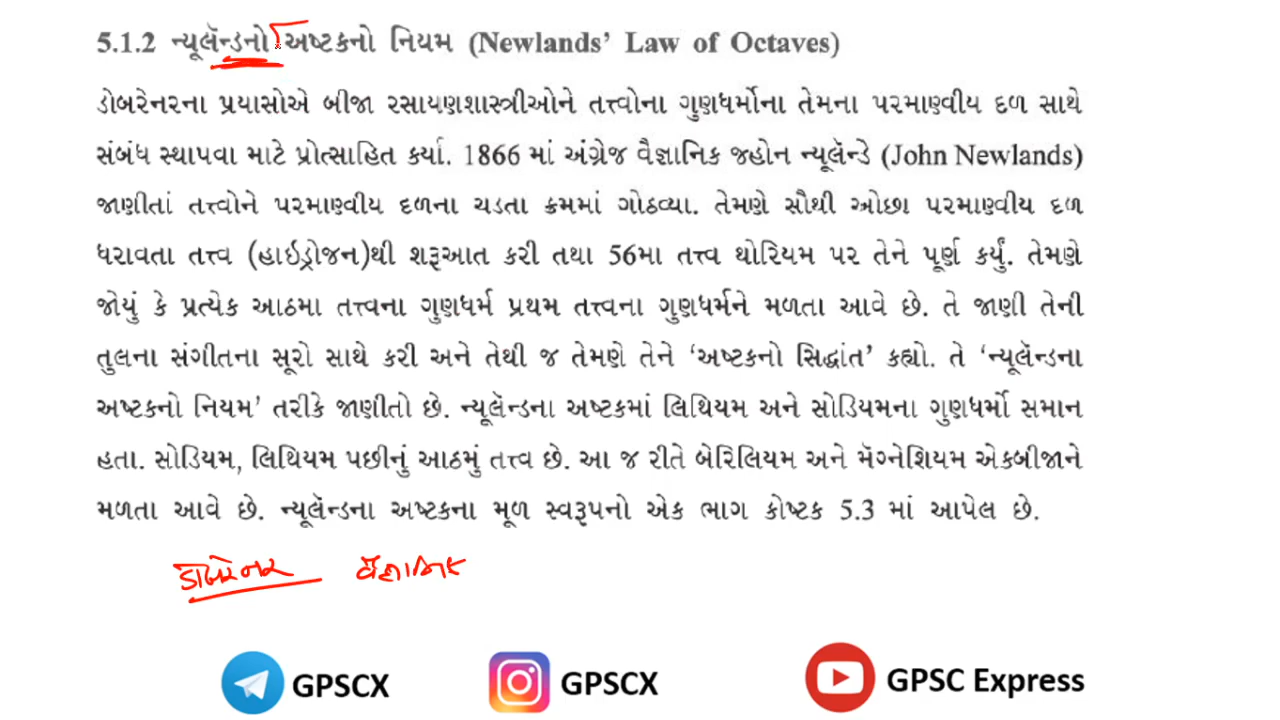 5.1.2 ન્યૂલૅન્ડનો અષ્ટકનો નિયમ (Newlands' Law of Octaves)
ડોબરેનરના પ્રયાસોએ બીજા રસાયણશાસ્ત્રીઓને તત્ત્વોના ગુણધર્મોના તેમના પરમાણ્વીય દળ સાથે
સંબંધ સ્થાપવા માટે પ્રોત્સાહિત કર્યાં. 1866 માં અંગ્રેજ વૈજ્ઞાનિક જ્હોન ન્યૂલૅન્ડે (John Newlands)
જાણીતાં તત્ત્વોને પરમાણ્વીય દળના ચડતા ક્રમમાં ગોઠવ્યા. તેમણે સૌથી ઓછા પરમાણ્વીય દળ
ધરાવતા તત્ત્વ (હાઇડ્રોજન)થી શરૂઆત કરી તથા 56મા તત્ત્વ થોરિયમ પર તેને પૂર્ણ કર્યું. તેમણે
જોયું કે પ્રત્યેક આઠમા તત્ત્વના ગુણધર્મ પ્રથમ તત્ત્વના ગુણધર્મને મળતા આવે છે. તે જાણી તેની
તુલના સંગીતના સૂરો સાથે કરી અને તેથી જ તેમણે તેને ‘અષ્ટકનો સિદ્ધાંત’ કહ્યો. તે ‘ન્યૂલૅન્ડના
અષ્ટકનો નિયમ’ તરીકે જાણીતો છે. ન્યૂલૅન્ડના અષ્ટકમાં લિથિયમ અને સોડિયમના ગુણધર્મો સમાન
હતા. સોડિયમ, લિથિયમ પછીનું આઠમું તત્ત્વ છે. આ જ રીતે બેરિલિયમ અને મૅગ્નેશિયમ એકબીજાને
મળતા આવે છે. ન્યૂલૅન્ડના અષ્ટકના મૂળ સ્વરૂપનો એક ભાગ કોષ્ટક 5.3 માં આપેલ છે.
ડોબરેનર વૈજ્ઞાનિક
GPSCX GPSCX GPSC Express